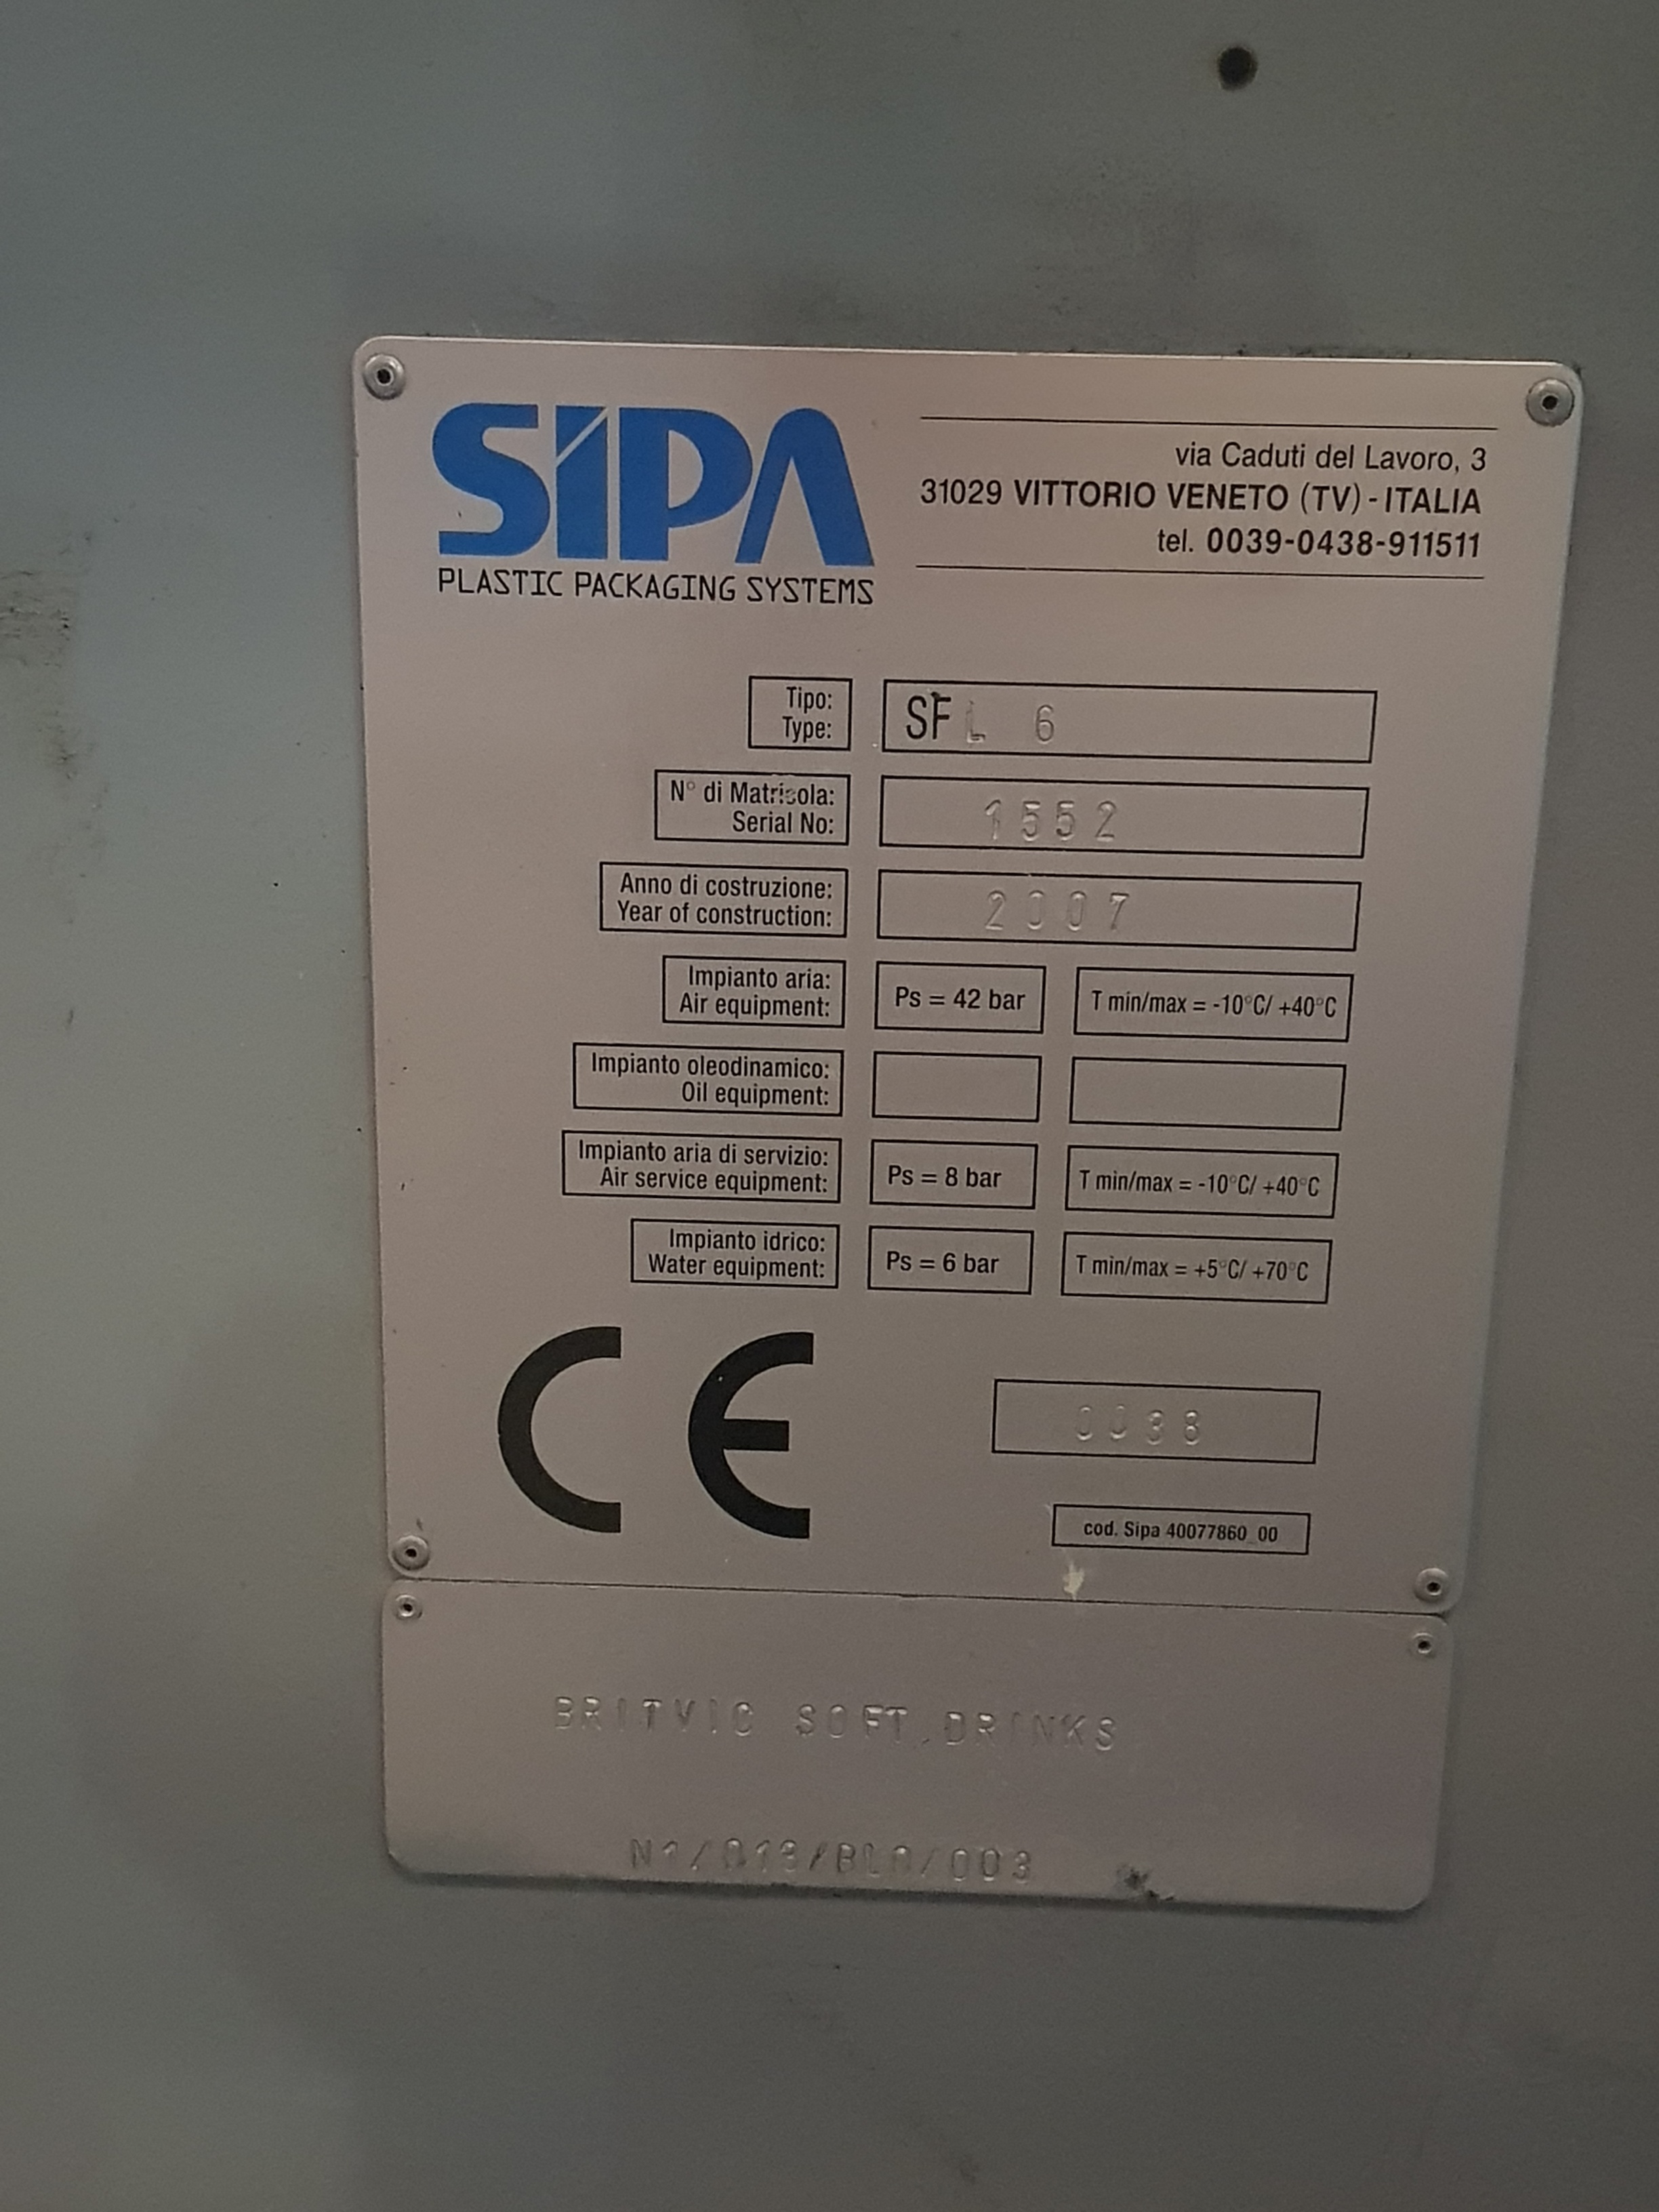 SIPA
PLASTIC PACKAGING SYSTEMS
via Caduti del Lavoro, 3
31029 VITTORIO VENETO (TV) - ITALIA
tel. 0039-0438-911511
Tipo:
Type:
SFL 6
N° di Matricola:
Serial No:
1552
Anno di costruzione:
Year of construction:
2007
Impianto aria:
Air equipment:
Ps = 42 bar
T min/max = -10°C/ +40°C
Impianto oleodinamico:
Oil equipment:
Impianto aria di servizio:
Air service equipment:
Ps = 8 bar
T min/max = -10°C/ +40°C
Impianto idrico:
Water equipment:
Ps = 6 bar
T min/max = +5°C/ +70°C
CE
0038
cod. Sipa 40077860_00
BRITVIC SOFT DRINKS